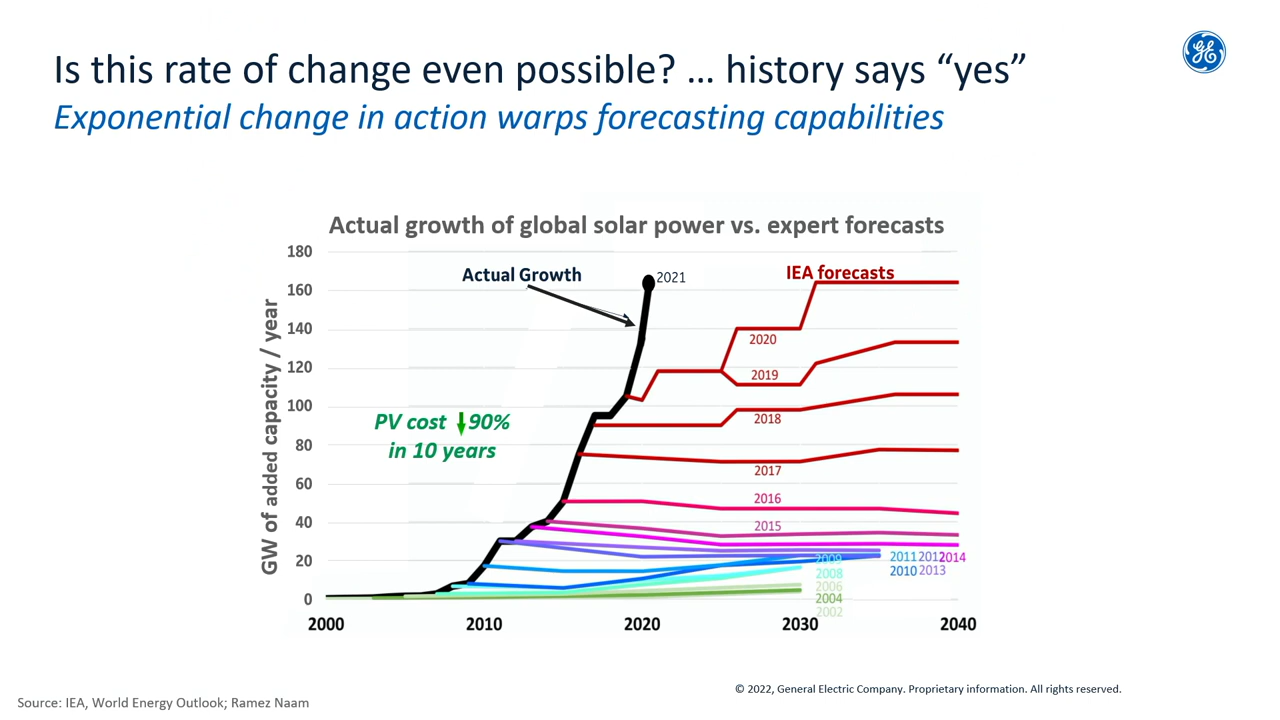 Is this rate of change even possible? … history says “yes”
Exponential change in action warps forecasting capabilities
GE
Actual growth of global solar power vs. expert forecasts
GW of added capacity / year
180
160
140
120
100
80
60
40
20
0
Actual Growth
2021
IEA forecasts
2020
2019
2018
2017
2016
2015
PV cost ↓90%
in 10 years
2009
2011 2012 2014
2008
2010 2013
2006
2004
2002
2000 2010 2020 2030 2040
© 2022, General Electric Company. Proprietary information. All rights reserved.
Source: IEA, World Energy Outlook; Ramez Naam